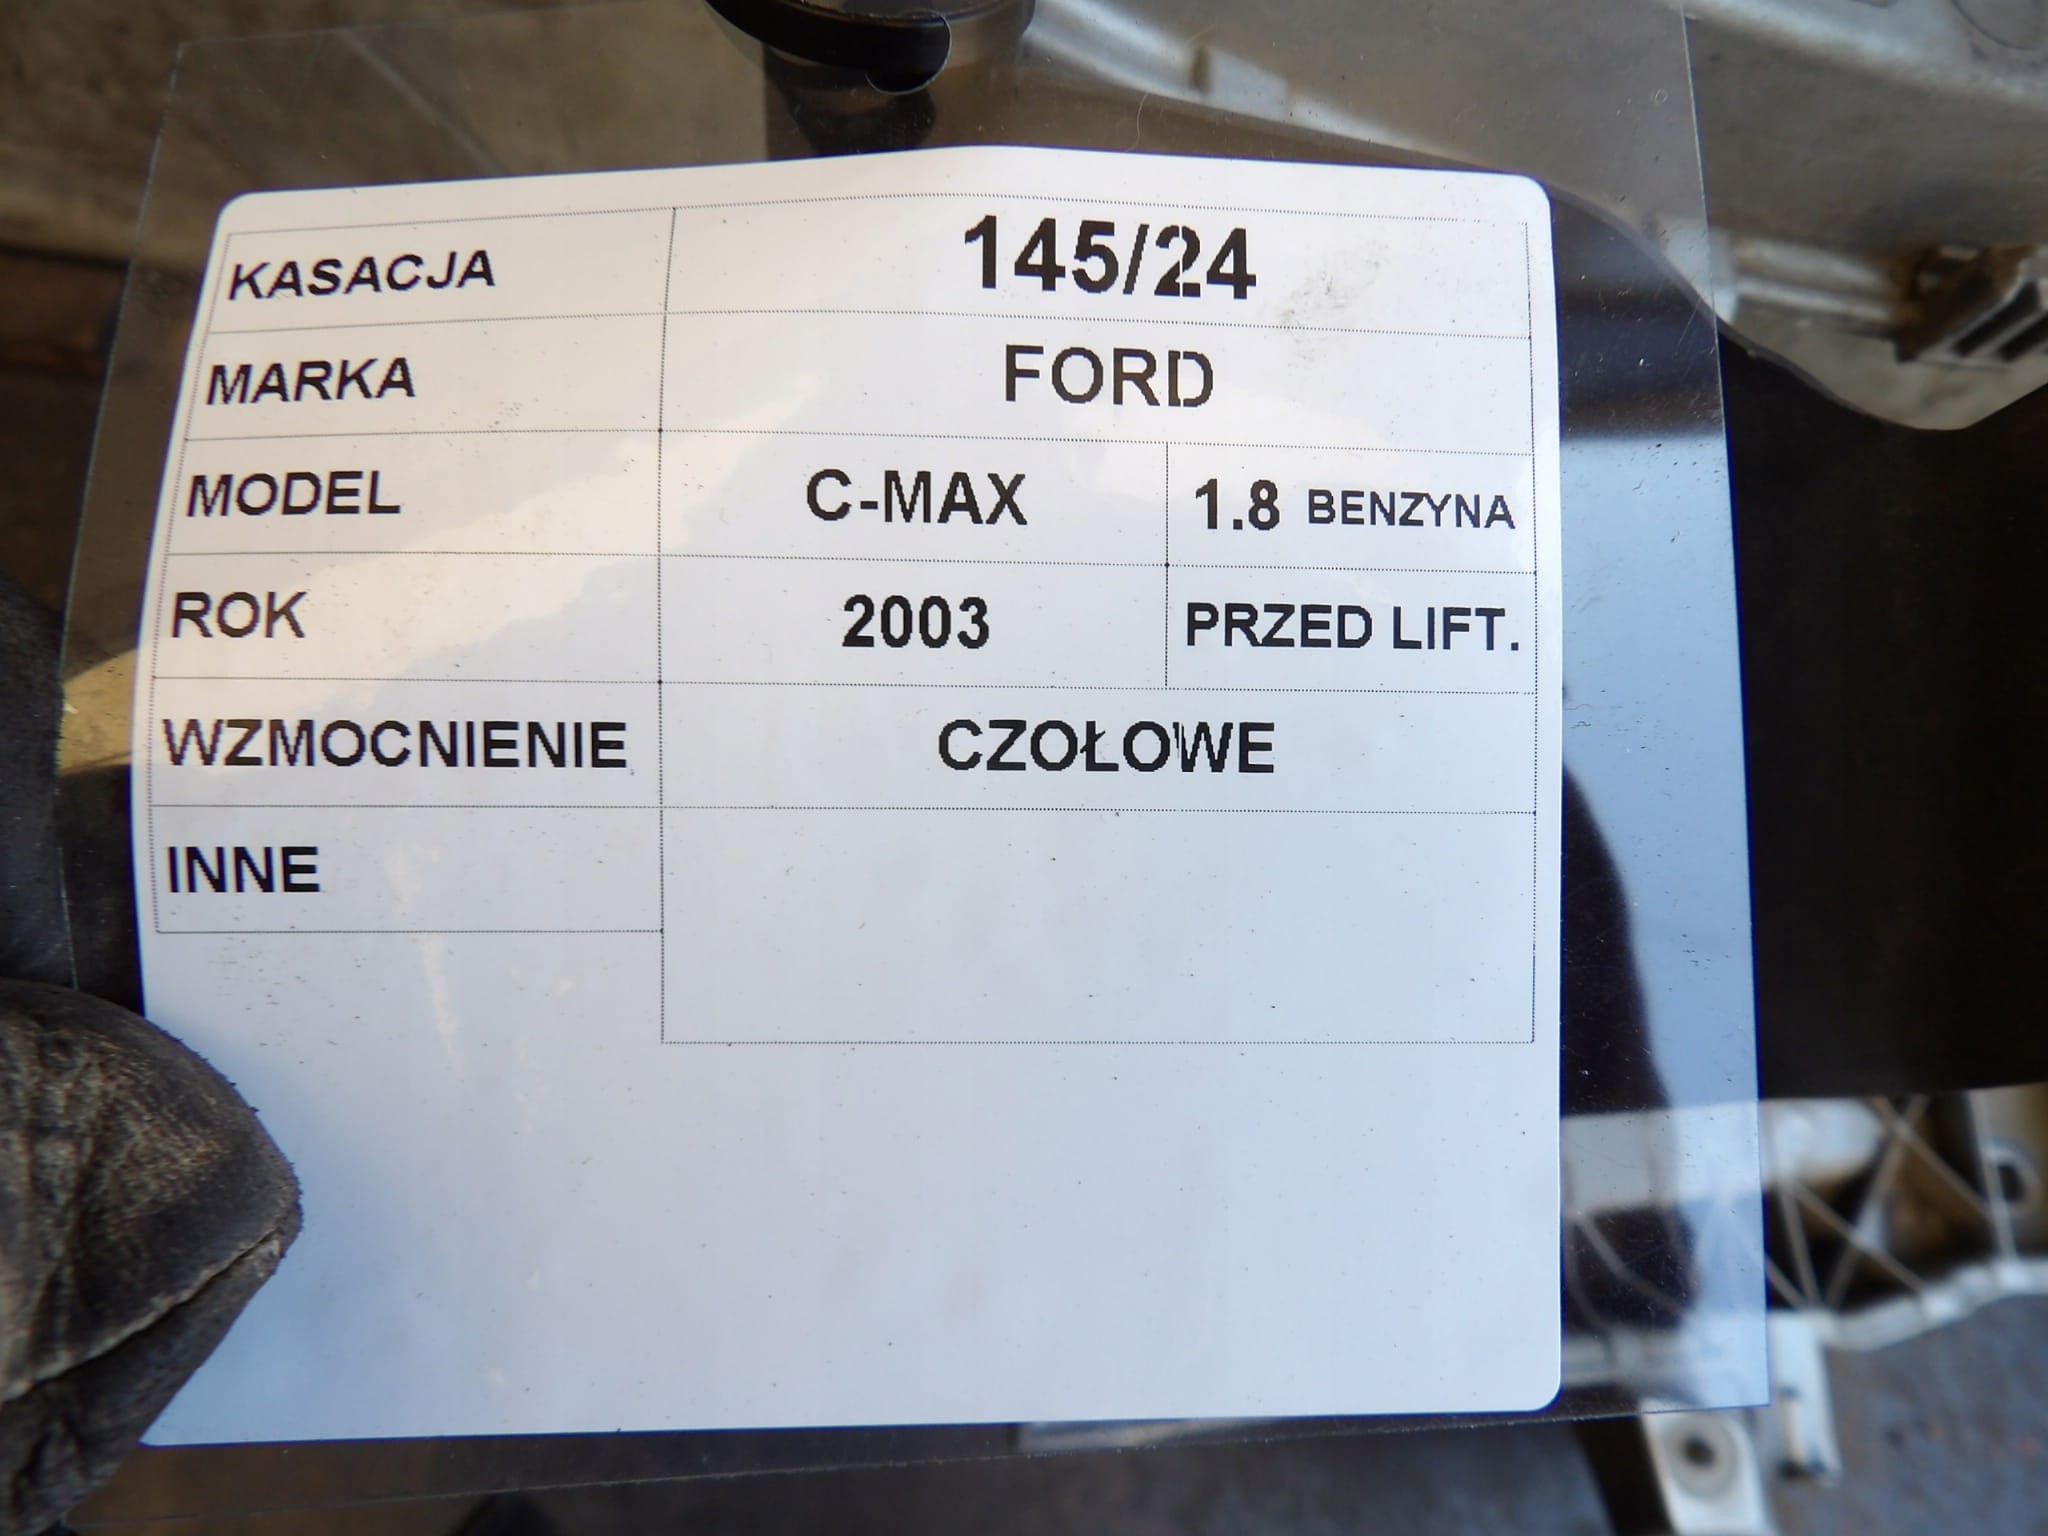 KASACJA 145/24
MARKA FORD
MODEL C-MAX 1.8 BENZYNA
ROK 2003 PRZED LIFT.
WZMOCNIENIE CZOŁOWE
INNE